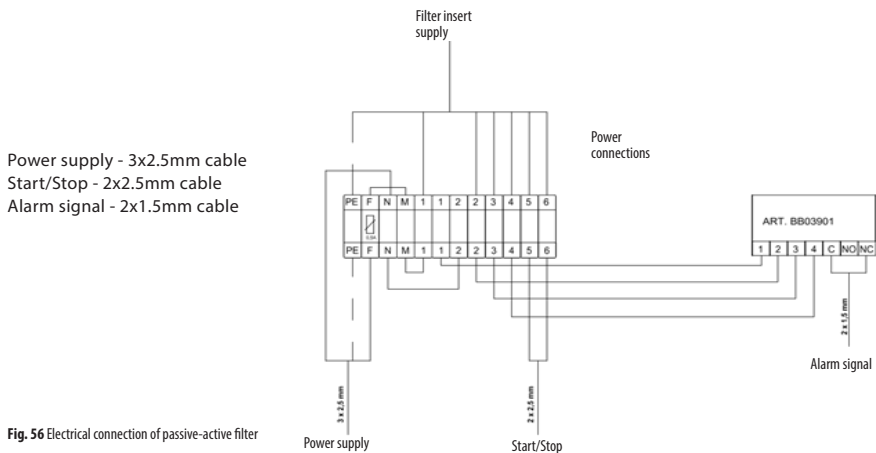 Filter insert
supply
Power supply - 3x2.5mm cable
Start/Stop - 2x2.5mm cable
Alarm signal - 2x1.5mm cable
Power
connections
PE F N M 1 1 2 2 3 4 5 6
0,5A
PE F N M 1 1 2 2 3 4 5 6
ART. BB03901
1 2 3 4 C NO NC
3 x 2,5 mm
2 x 2,5 mm
2 x 1,5 mm
Alarm signal
Fig. 56 Electrical connection of passive-active filter
Power supply
Start/Stop